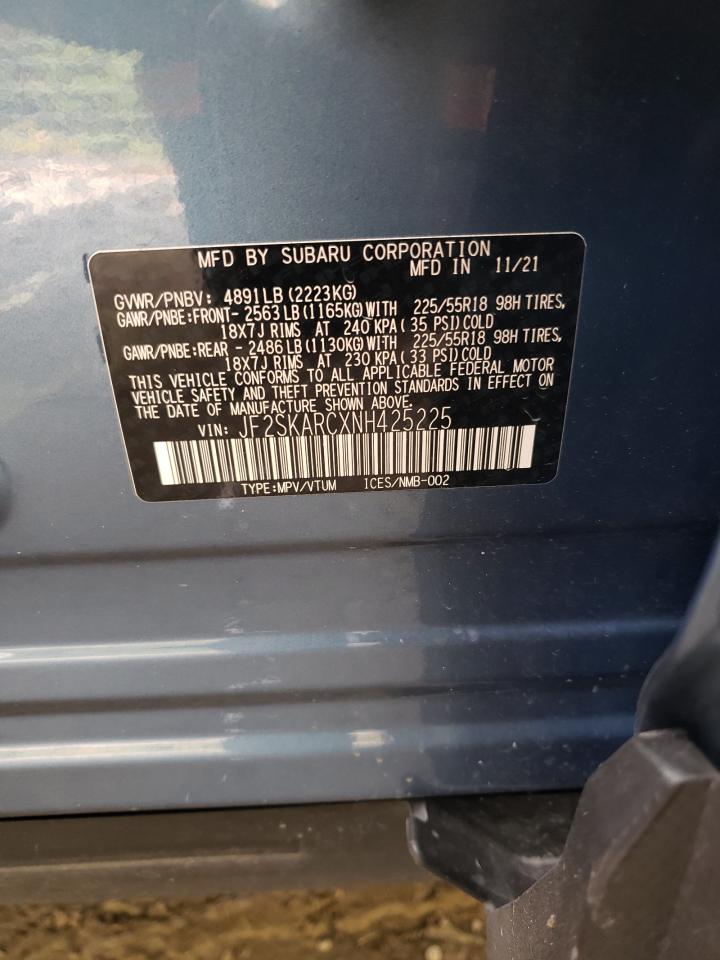 MFD BY SUBARU CORPORATION
MFD IN 11/21
GVWR/PNBV: 4891LB (2223KG)
GAWR/PNBE:FRONT- 2563LB (1165KG) WITH 225/55R18 98H TIRES,
18X7J RIMS AT 240 KPA( 35 PSI) COLD
GAWR/PNBE:REAR - 2486LB (1130KG) WITH 225/55R18 98H TIRES,
18X7J RIMS AT 230 KPA( 33 PSI) COLD
THIS VEHICLE CONFORMS TO ALL APPLICABLE FEDERAL MOTOR
VEHICLE SAFETY AND THEFT PREVENTION STANDARDS IN EFFECT ON
THE DATE OF MANUFACTURE SHOWN ABOVE.
VIN: JF2SKARCXNH425225
TYPE:MPV/VTUM ICES/NMB-002